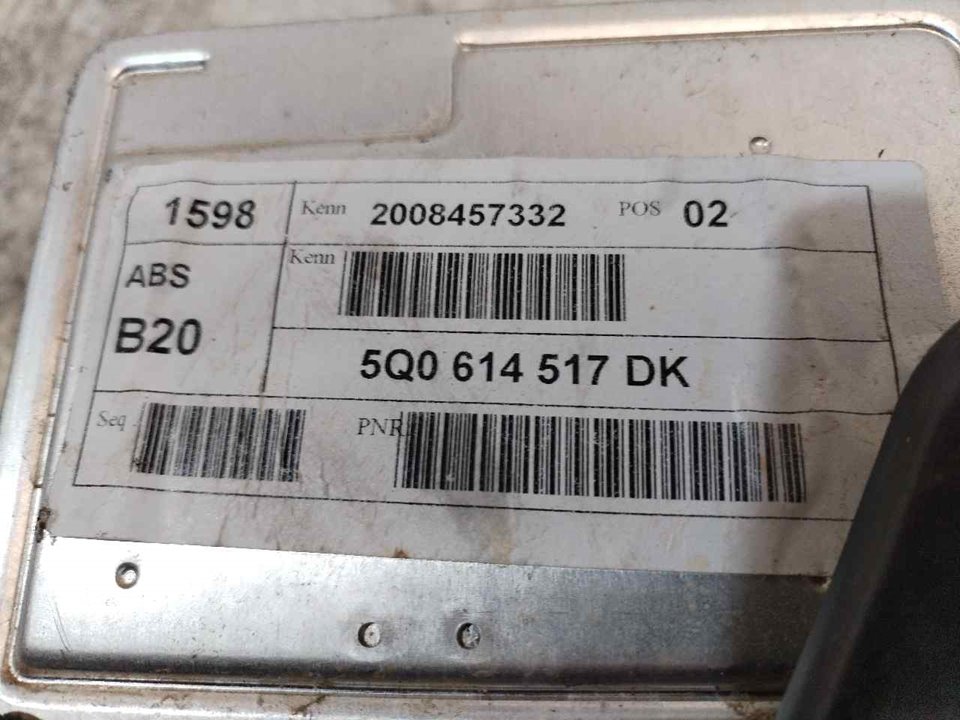 1598 Kenn 2008457332 POS 02
ABS Kenn
B20
5Q0 614 517 DK
Seq PNR